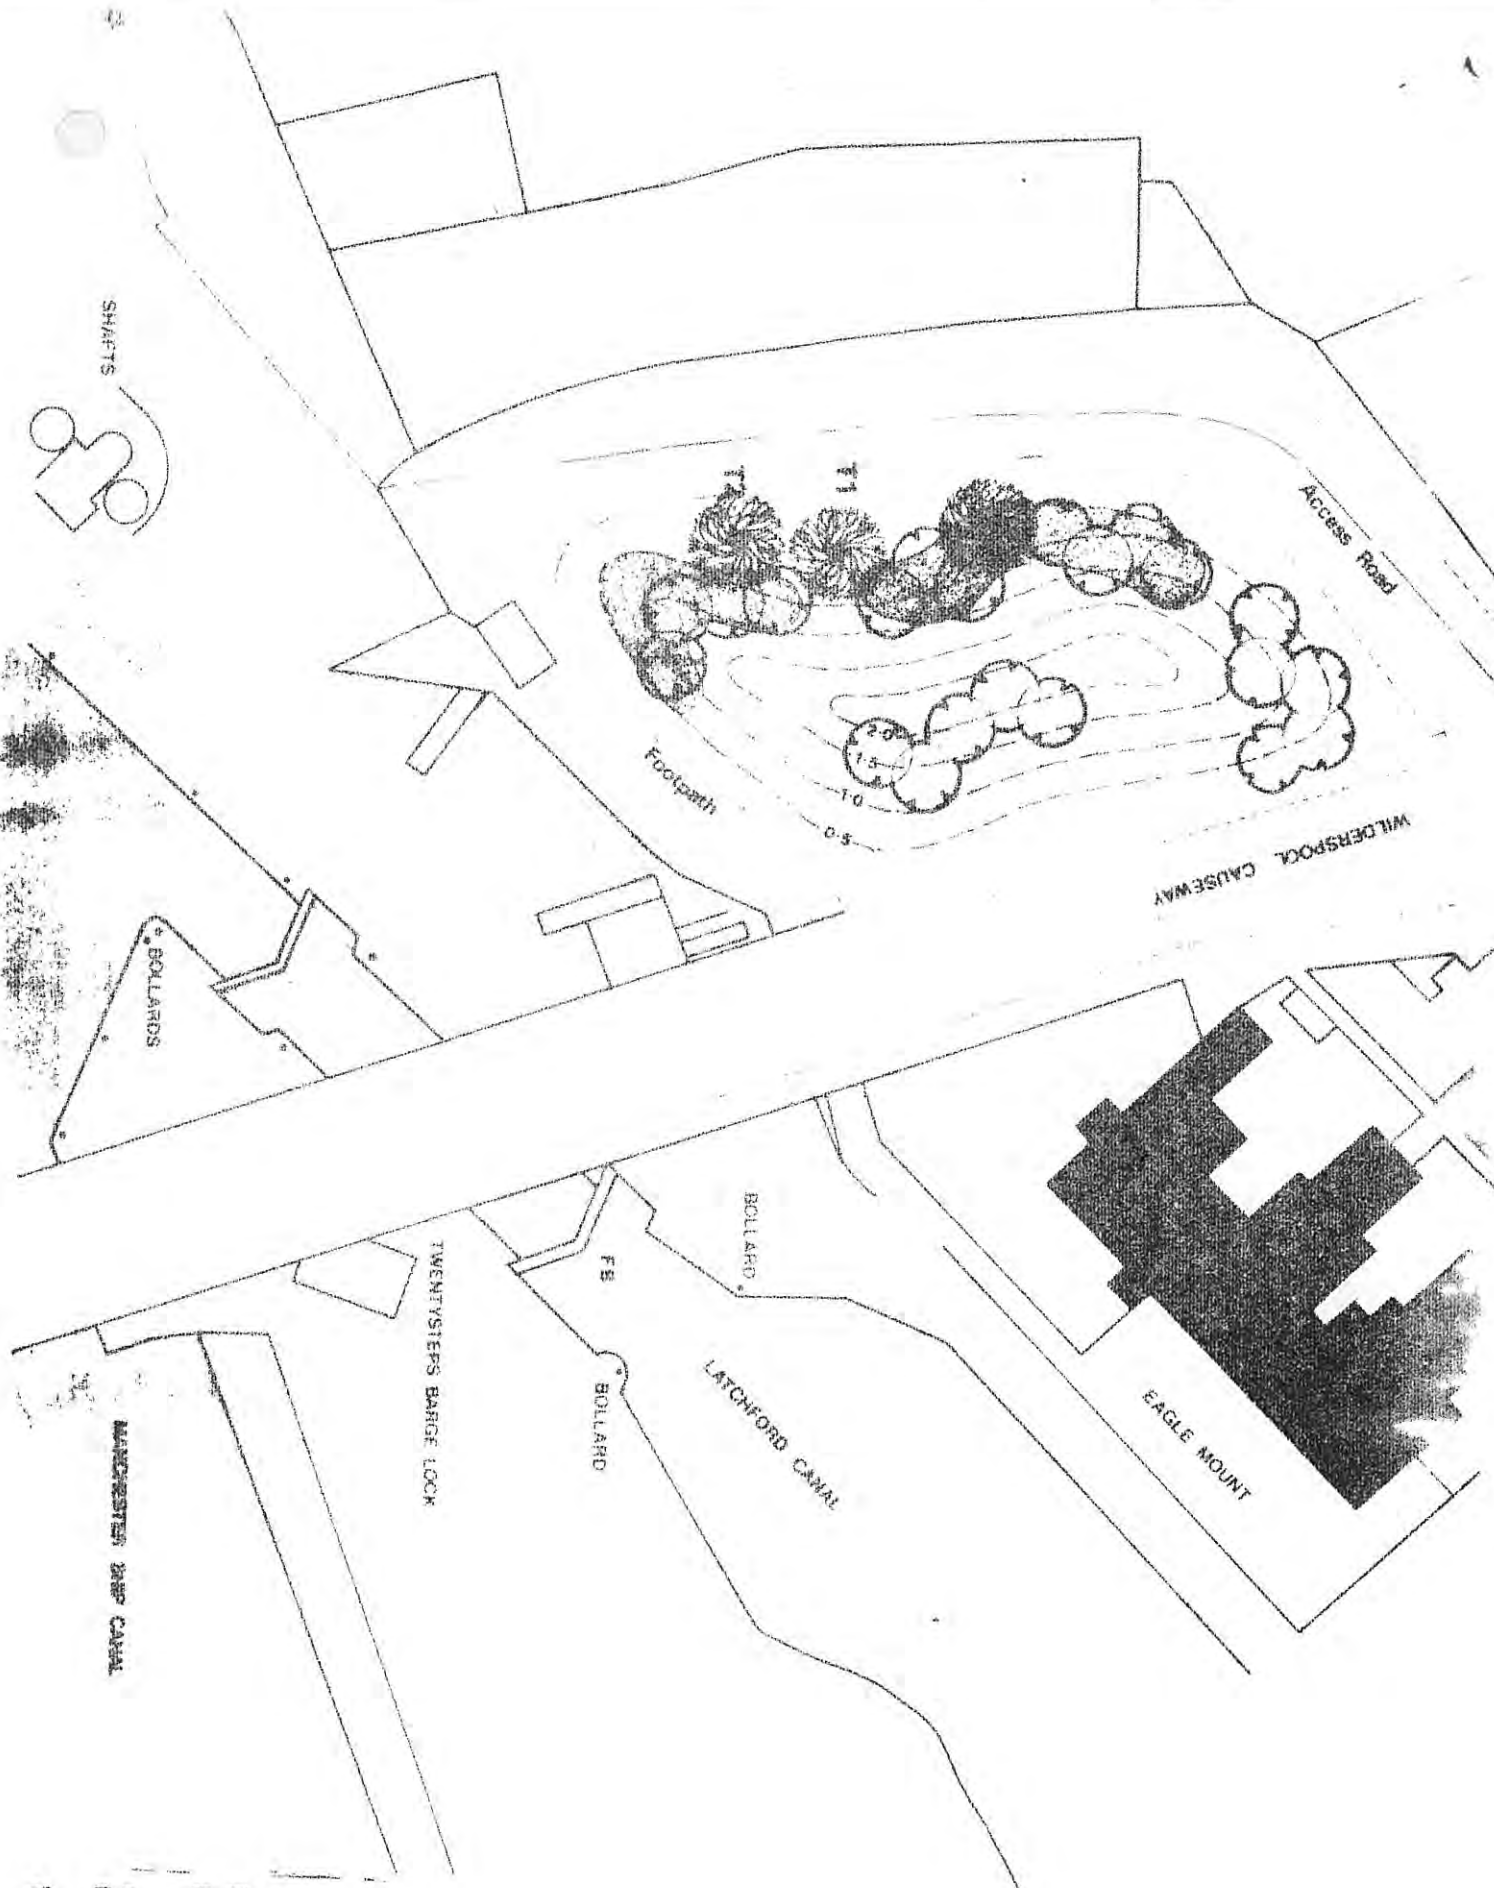 SHAFTS
T2
T1
Access Road
Footpath
2·0
1·5
1·0
0·5
WILDERSPOOL CAUSEWAY
BOLLARDS
BOLLARD
FB
TWENTYSTEPS BARGE LOCK
BOLLARD
LATCHFORD CANAL
EAGLE MOUNT
MANCHESTER SHIP CANAL